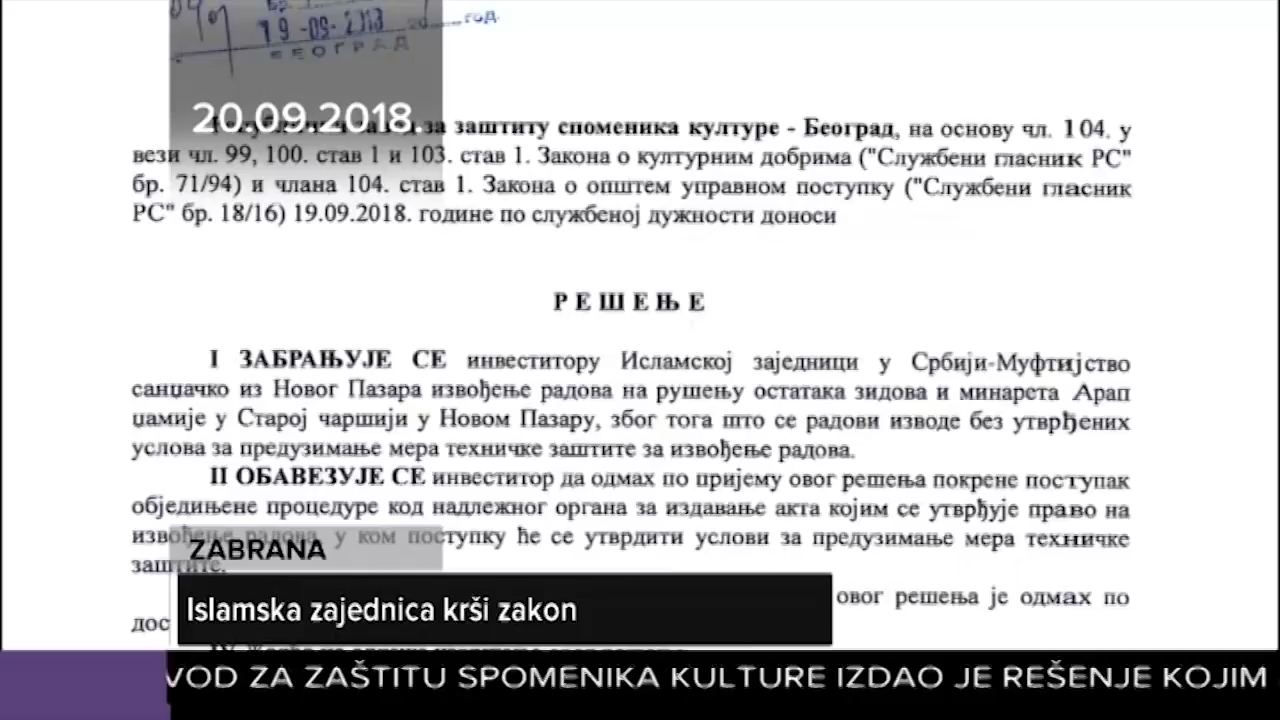 19-09-2018 год.
БЕОГРАД
20.09.2018.
за заштиту споменика културе - Београд, на основу чл. 104. у
вези чл. 99, 100. став 1 и 103. став 1. Закона о културним добрима ("Службени гласник РС"
бр. 71/94) и члана 104. став 1. Закона о општем управном поступку ("Службени гласник
РС" бр. 18/16) 19.09.2018. године по службеној дужности доноси
РЕШЕЊЕ
I ЗАБРАЊУЈЕ СЕ инвеститору Исламској заједници у Србији-Муфтијство
санџачко из Новог Пазара извођење радова на рушењу остатака зидова и минарета Арап
џамије у Старој чаршији у Новом Пазару, због тога што се радови изводе без утврђених
услова за предузимање мера техничке заштите за извођење радова.
II ОБАВЕЗУЈЕ СЕ инвеститор да одмах по пријему овог решења покрене поступак
обједињене процедуре код надлежног органа за издавање акта којим се утврђује право на
извођење радова, у ком поступку ће се утврдити услови за предузимање мера техничке
заштите.
ZABRANA
овог решења је одмах по
Islamska zajednica krši zakon
дос
VOD ZA ZAŠTITU SPOMENIKA KULTURE IZDAO JE REŠENJE KOJIM